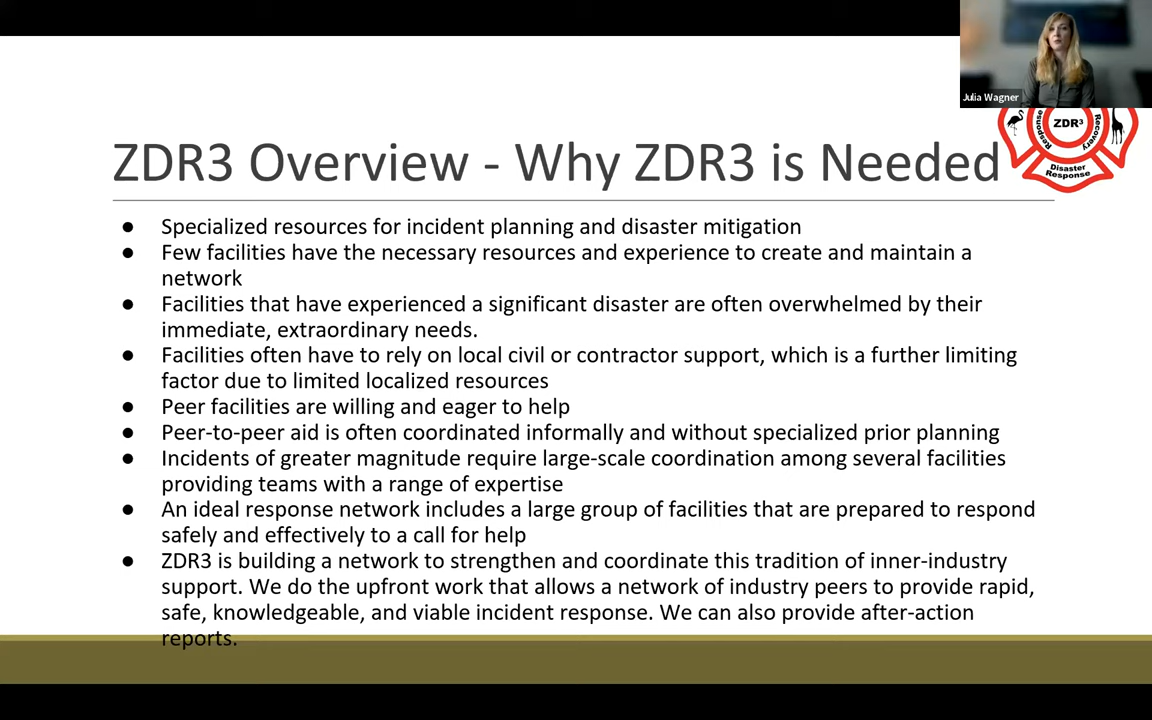 Julia Wagner
ZDR3 Overview - Why ZDR3 is Needed
Response
ZDR³
Recovery
Disaster
Response
● Specialized resources for incident planning and disaster mitigation
● Few facilities have the necessary resources and experience to create and maintain a
network
● Facilities that have experienced a significant disaster are often overwhelmed by their
immediate, extraordinary needs.
● Facilities often have to rely on local civil or contractor support, which is a further limiting
factor due to limited localized resources
● Peer facilities are willing and eager to help
● Peer-to-peer aid is often coordinated informally and without specialized prior planning
● Incidents of greater magnitude require large-scale coordination among several facilities
providing teams with a range of expertise
● An ideal response network includes a large group of facilities that are prepared to respond
safely and effectively to a call for help
● ZDR3 is building a network to strengthen and coordinate this tradition of inner-industry
support. We do the upfront work that allows a network of industry peers to provide rapid,
safe, knowledgeable, and viable incident response. We can also provide after-action
reports.